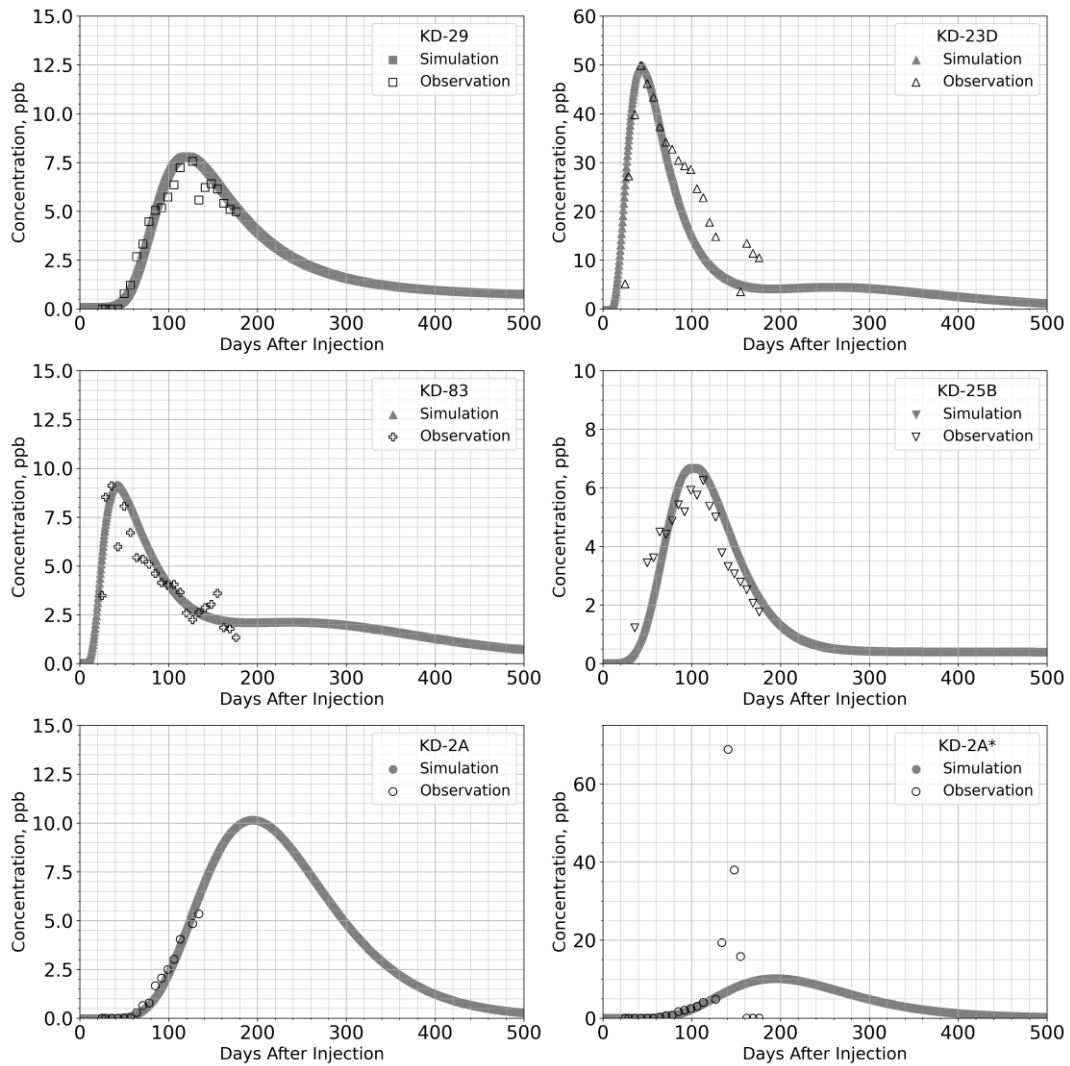 KD-29
Simulation
Observation
Concentration, ppb
15.0
12.5
10.0
7.5
5.0
2.5
0.0
0 100 200 300 400 500
Days After Injection
KD-23D
Simulation
Observation
Concentration, ppb
60
50
40
30
20
10
0
0 100 200 300 400 500
Days After Injection
KD-83
Simulation
Observation
Concentration, ppb
15.0
12.5
10.0
7.5
5.0
2.5
0.0
0 100 200 300 400 500
Days After Injection
KD-25B
Simulation
Observation
Concentration, ppb
10
8
6
4
2
0
0 100 200 300 400 500
Days After Injection
KD-2A
Simulation
Observation
Concentration, ppb
15.0
12.5
10.0
7.5
5.0
2.5
0.0
0 100 200 300 400 500
Days After Injection
KD-2A*
Simulation
Observation
Concentration, ppb
60
40
20
0
0 100 200 300 400 500
Days After Injection